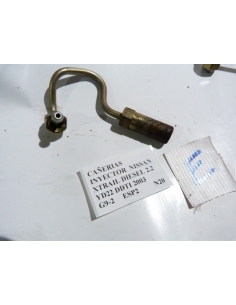 CAÑERIAS
INYECTOR NISSAN
XTRAIL DIESEL 2.2
YD22 DDTI 2003 N20
G9-2 ESP2